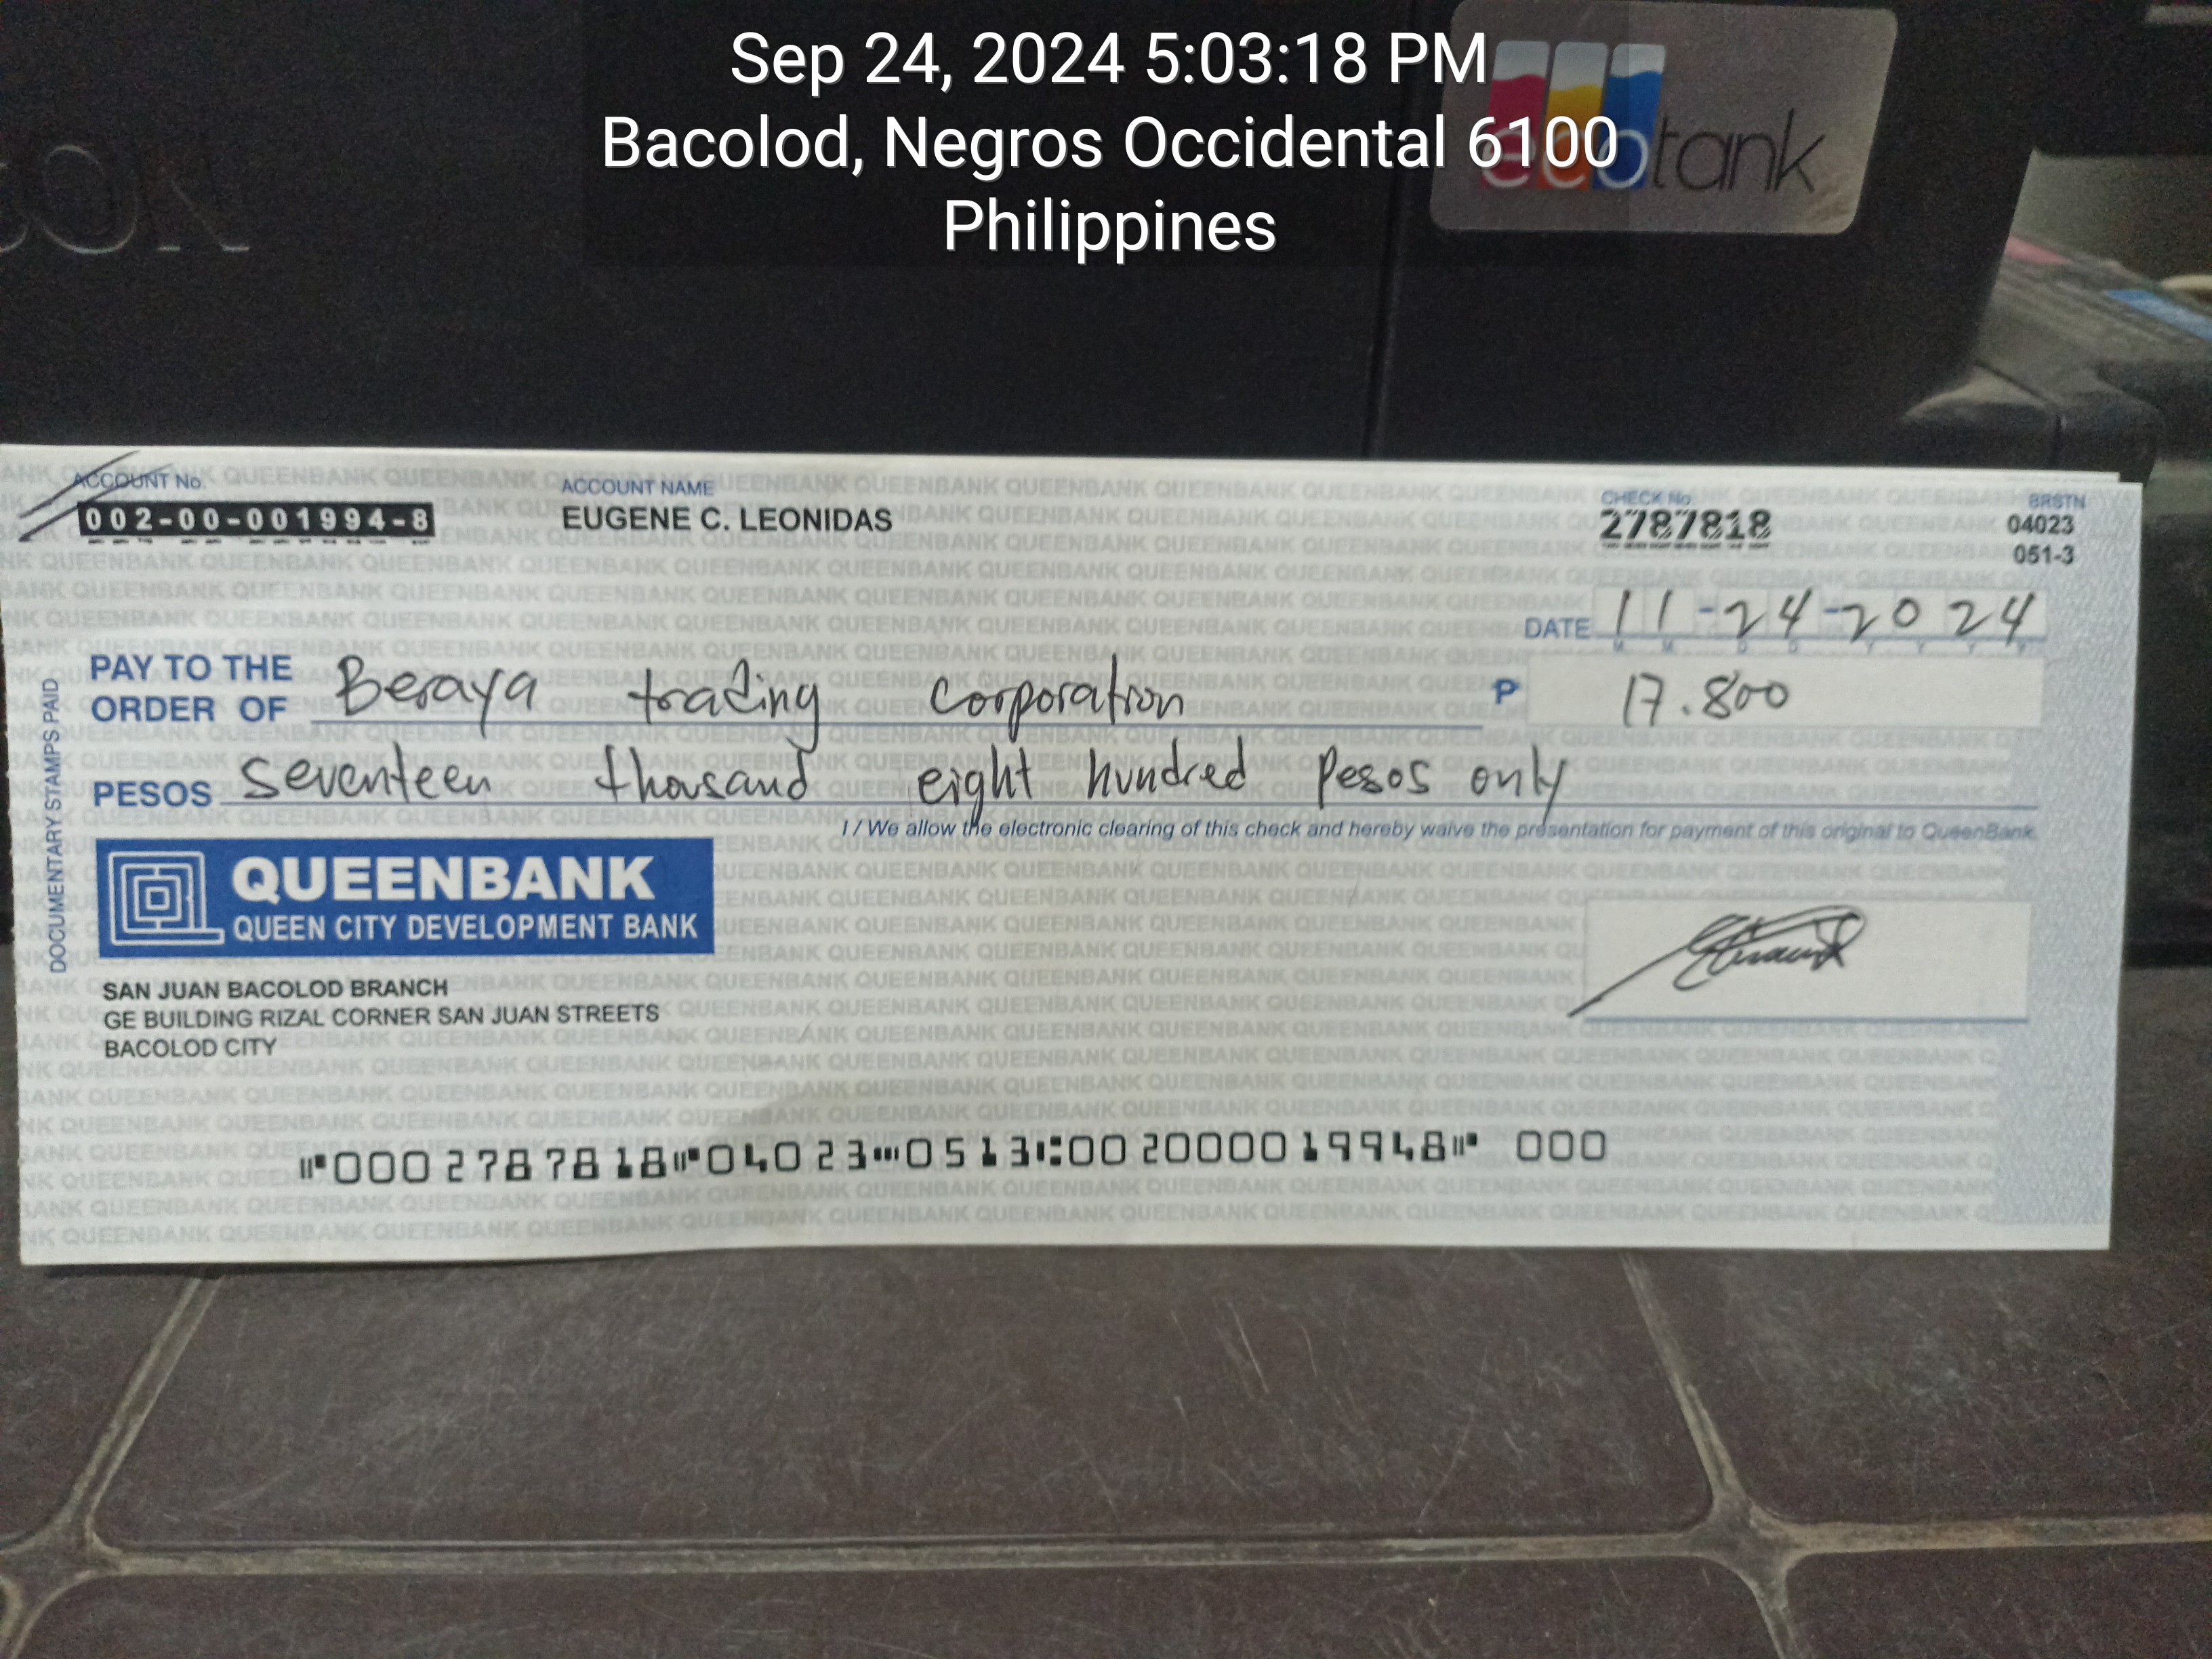 Sep 24, 2024 5:03:18 PM
Bacolod, Negros Occidental 6100
Philippines
ecotank
ACCOUNT No.
002-00-001994-8
ACCOUNT NAME
EUGENE C. LEONIDAS
CHECK No.
2787818
BRSTN
04023
051-3
DATE 11-24-2024
M M D D Y Y Y Y
PAY TO THE
ORDER OF Beraya trading corporation
P 17.800
PESOS seventeen thousand eight hundred Pesos only
I / We allow the electronic clearing of this check and hereby waive the presentation for payment of this original to QueenBank.
DOCUMENTARY STAMPS PAID
QUEENBANK
QUEEN CITY DEVELOPMENT BANK
SAN JUAN BACOLOD BRANCH
GE BUILDING RIZAL CORNER SAN JUAN STREETS
BACOLOD CITY
⑈0002787818⑈04023⑉0513⑆002000019948⑈ 000